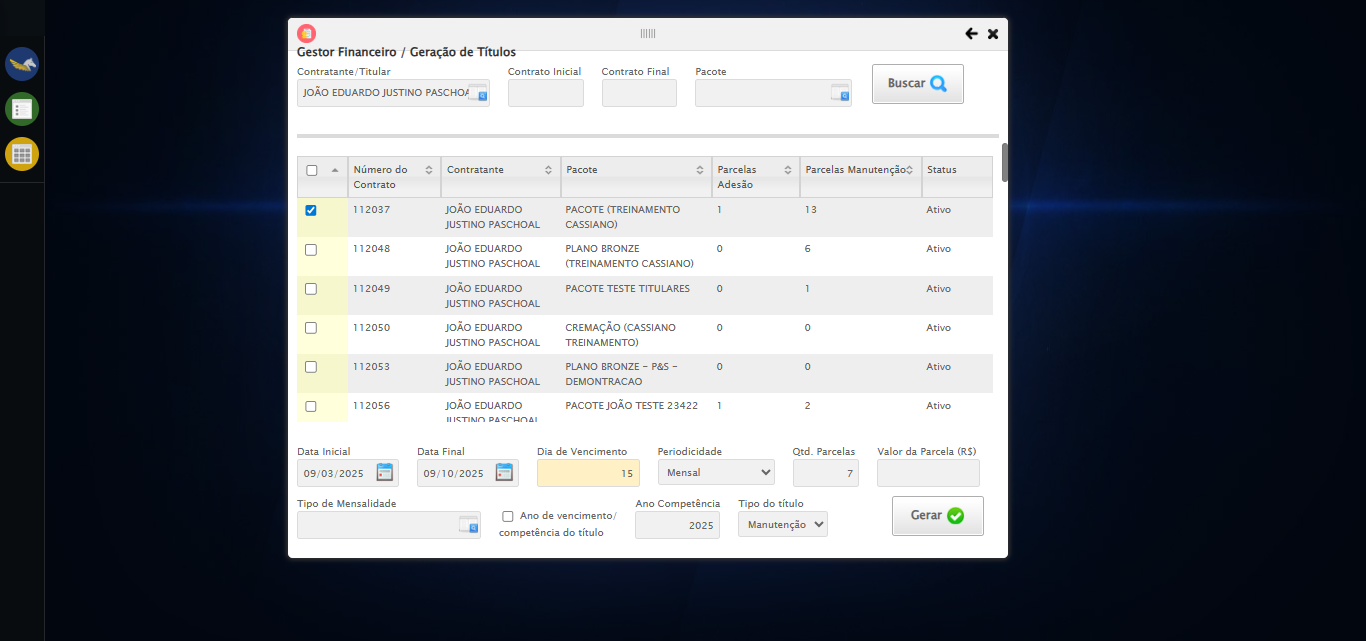 Gestor Financeiro / Geração de Títulos
Contratante/Titular Contrato Inicial Contrato Final Pacote
JOÃO EDUARDO JUSTINO PASCHOA Buscar
Número do Contrato Contratante Pacote Parcelas Adesão Parcelas Manutenção Status
112037 JOÃO EDUARDO JUSTINO PASCHOAL PACOTE (TREINAMENTO CASSIANO) 1 13 Ativo
112048 JOÃO EDUARDO JUSTINO PASCHOAL PLANO BRONZE (TREINAMENTO CASSIANO) 0 6 Ativo
112049 JOÃO EDUARDO JUSTINO PASCHOAL PACOTE TESTE TITULARES 0 1 Ativo
112050 JOÃO EDUARDO JUSTINO PASCHOAL CREMAÇÃO (CASSIANO TREINAMENTO) 0 0 Ativo
112053 JOÃO EDUARDO JUSTINO PASCHOAL PLANO BRONZE - P&S - DEMONTRACAO 0 0 Ativo
112056 JOÃO EDUARDO JUSTINO PASCHOAL PACOTE JOÃO TESTE 23422 1 2 Ativo
Data Inicial Data Final Dia de Vencimento Periodicidade Qtd. Parcelas Valor da Parcela (R$)
09/03/2025 09/10/2025 15 Mensal 7
Tipo de Mensalidade Ano de vencimento/ competência do título Ano Competência Tipo do título
2025 Manutenção Gerar